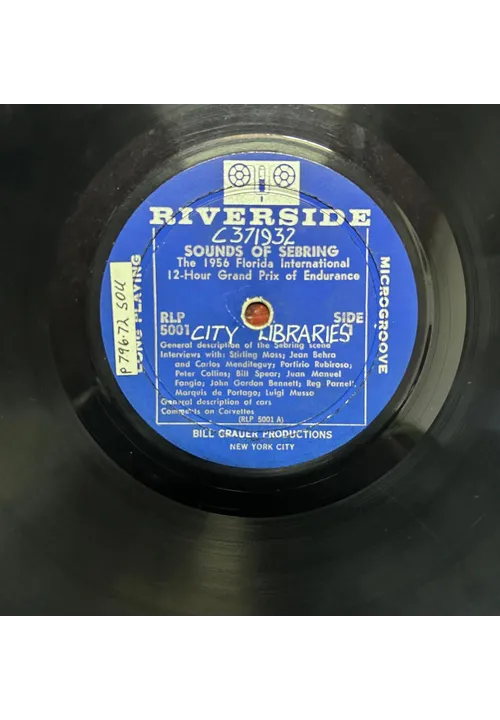 RIVERSIDE
C371932
SOUNDS OF SEBRING
The 1956 Florida International
12-Hour Grand Prix of Endurance
LONG PLAYING
MICROGROOVE
P 796.72 SOU
RLP
5001
SIDE
CITY LIBRARIES
General description of the Sebring scene
Interviews with: Stirling Moss; Jean Behra
and Carlos Mendileguy; Porfirio Rubirosa;
Peter Collins; Bill Spear; Juan Manuel
Fangio; John Gordon Bennett; Reg Parnell
Marquis de Portago; Luigi Musso
General description of cars
Comments on Corvettes
(RLP 5001 A)
BILL GRAUER PRODUCTIONS
NEW YORK CITY